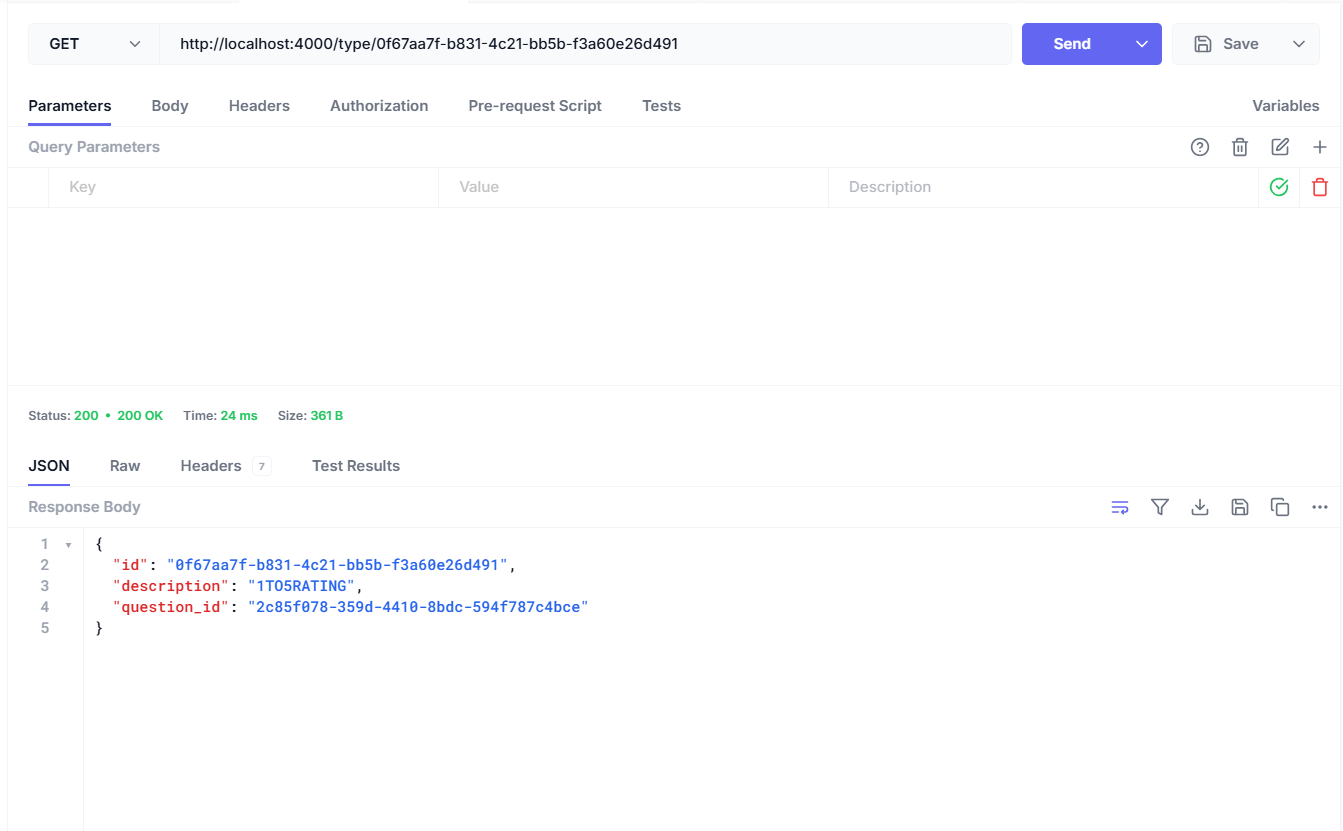 GET http://localhost:4000/type/0f67aa7f-b831-4c21-bb5b-f3a60e26d491 Send Save
Parameters Body Headers Authorization Pre-request Script Tests Variables
Query Parameters
Key Value Description
Status: 200 • 200 OK Time: 24 ms Size: 361 B
JSON Raw Headers 7 Test Results
Response Body
1 {
2 "id": "0f67aa7f-b831-4c21-bb5b-f3a60e26d491",
3 "description": "1TO5RATING",
4 "question_id": "2c85f078-359d-4410-8bdc-594f787c4bce"
5 }